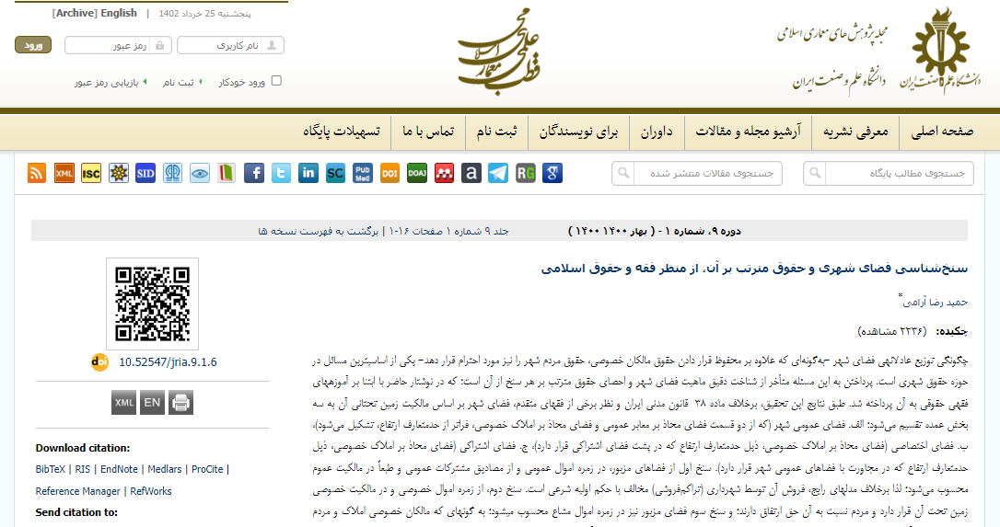 پنجشنبه 25 خرداد 1402 | [Archive] English
نام کاربری
رمز عبور
ورود
ورود خودکار
ثبت نام
بازیابی رمز عبور
قطب علمی معماری اسلامی
مجله پژوهش های معماری اسلامی
دانشگاه علم و صنعت ایران
دانشگاه علم و صنعت ایران
صفحه اصلی
معرفی نشریه
آرشیو مجله و مقالات
داوران
برای نویسندگان
ثبت نام
تماس با ما
تسهیلات پایگاه
جستجوی مطالب پایگاه
جستجوی مقالات منتشر شده
XML ISC SID in SC Pub Med DOI DOAJ a RG
دوره ۹، شماره ۱ - ( بهار ۱۴۰۰ ۱۴۰۰ )
جلد ۹ شماره ۱ صفحات ۱۶-۱ | برگشت به فهرست نسخه ها
سنخ‌شناسی فضای شهری و حقوق مترتب بر آن، از منظر فقه و حقوق اسلامی
حمید رضا آرامی*
چکیده: (۲۲۳۶ مشاهده)
چگونگی توزیع عادلانه‎ی فضای شهر –به‌گونه‌ای که علاوه بر محفوظ قرار دادن حقوق مالکان خصوصی، حقوق مردم شهر را نیز مورد احترام قرار دهد– یکی از اساسی‎ترین مسائل در
حوزه حقوق شهری است. پرداختن به این مسئله متأخر از شناخت دقیق ماهیت فضای شهر و احصای حقوق مترتب بر هر سنخ از آن است؛ که در نوشتار حاضر با ابتنا بر آموزه‎های
فقهی حقوقی به آن پرداخته شد. طبق نتایج این تحقیق، برخلاف ماده ۳۸ قانون مدنی ایران و نظر برخی از فقهای متقدم، فضای شهر بر اساس مالکیت زمین تحتانی آن به سه
بخش عمده تقسیم می‌شود؛ الف. فضای عمومی شهر (که از دو قسمت فضای محاذ بر معابر عمومی و فضای محاذ بر املاک خصوصی، فراتر از حدمتعارف ارتفاع، تشکیل می‌شود)،
ب. فضای اختصاصی (فضای محاذ بر املاک خصوصی، ذیل حدمتعارف ارتفاع که در پشت فضای اشتراکی قرار دارد)، ج. فضای اشتراکی (فضای محاذ بر املاک خصوصی، ذیل
حدمتعارف ارتفاع که در مجاورت با فضاهای عمومی شهر قرار دارد). سنخ اول از فضاهای مزبور، در زمره اموال عمومی و از مصادیق مشترکات عمومی و طبعاً در مالکیت عموم
محسوب می‌شود؛ لذا برخلاف مدلهای رایج، فروش آن توسط شهرداری (تراکم‌فروشی) مخالف با حکم اولیه شرعی است. سنخ دوم، از زمره اموال خصوصی و در مالکیت خصوصی
زمین تحت آن قرار دارد و مردم نسبت به آن حق ارتفاق دارند؛ و سنخ سوم فضای مزبور نیز در زمره اموال مشاع محسوب میشود؛ به گونه‎ای که مالکان خصوصی املاک و مردم
doi 10.52547/jria.9.1.6
XML EN
Download citation:
BibTeX | RIS | EndNote | Medlars | ProCite |
Reference Manager | RefWorks
Send citation to: